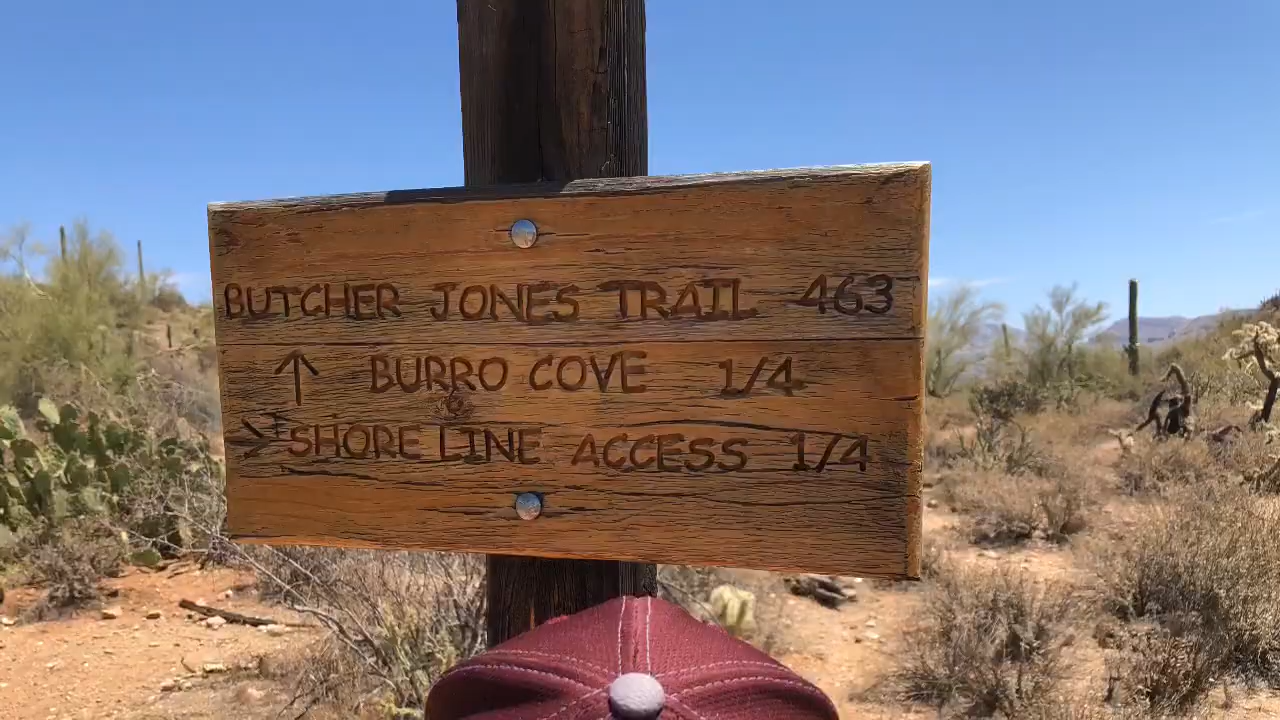 BUTCHER JONES TRAIL 463
↑ BURRO COVE 1/4
SHORE LINE ACCESS 1/4